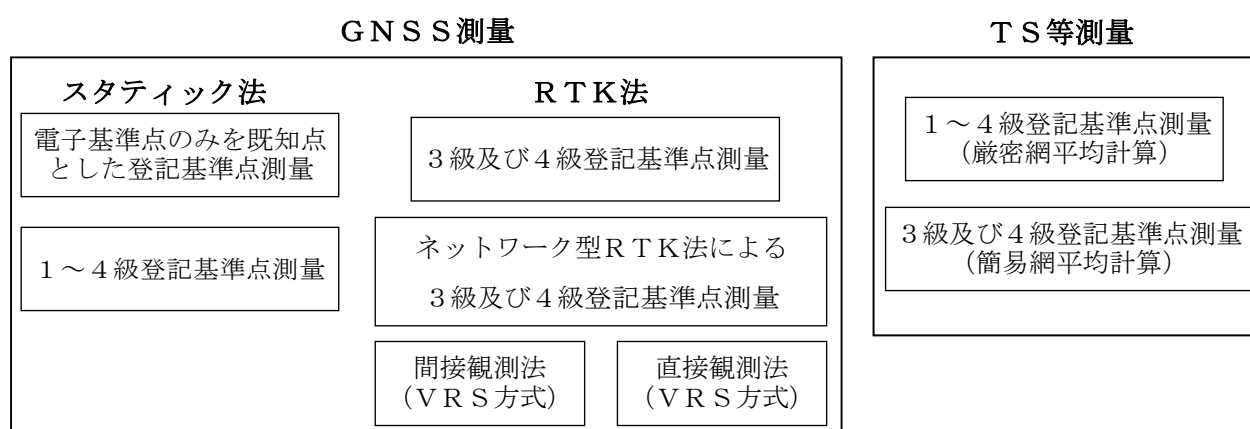 ＧＮＳＳ測量
スタティック法
電子基準点のみを既知点
とした登記基準点測量
１～４級登記基準点測量
ＲＴＫ法
３級及び４級登記基準点測量
ネットワーク型ＲＴＫ法による
３級及び４級登記基準点測量
間接観測法
（ＶＲＳ方式）
直接観測法
（ＶＲＳ方式）
ＴＳ等測量
１～４級登記基準点測量
（厳密網平均計算）
３級及び４級登記基準点測量
（簡易網平均計算）